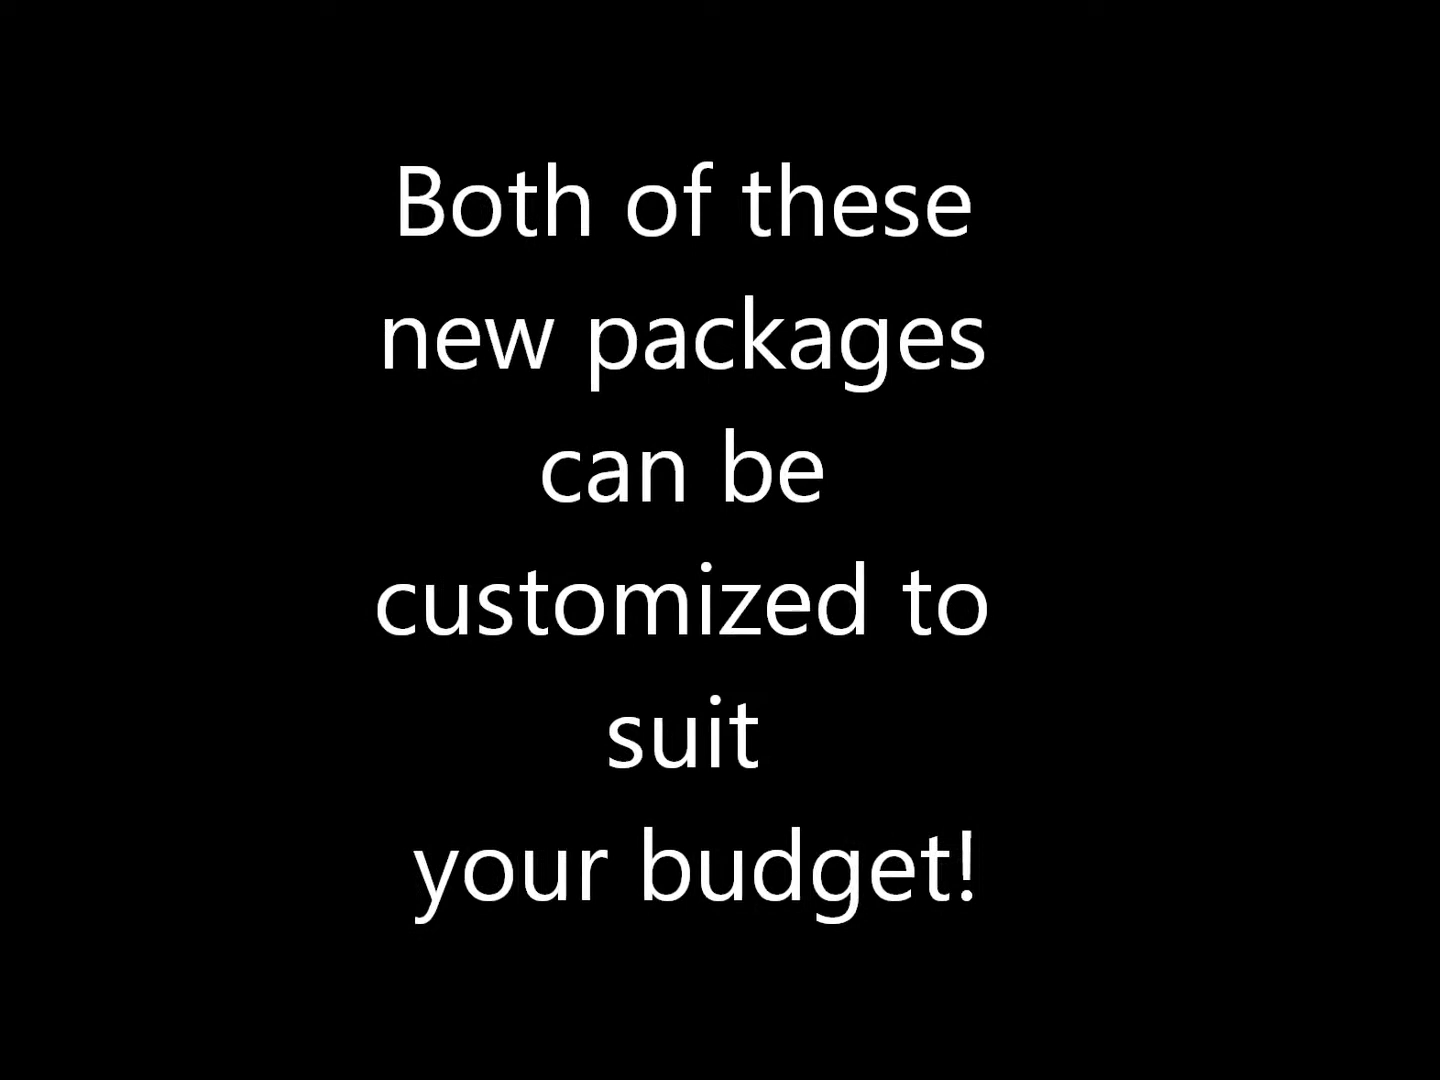 Both of these
new packages
can be
customized to
suit
your budget!